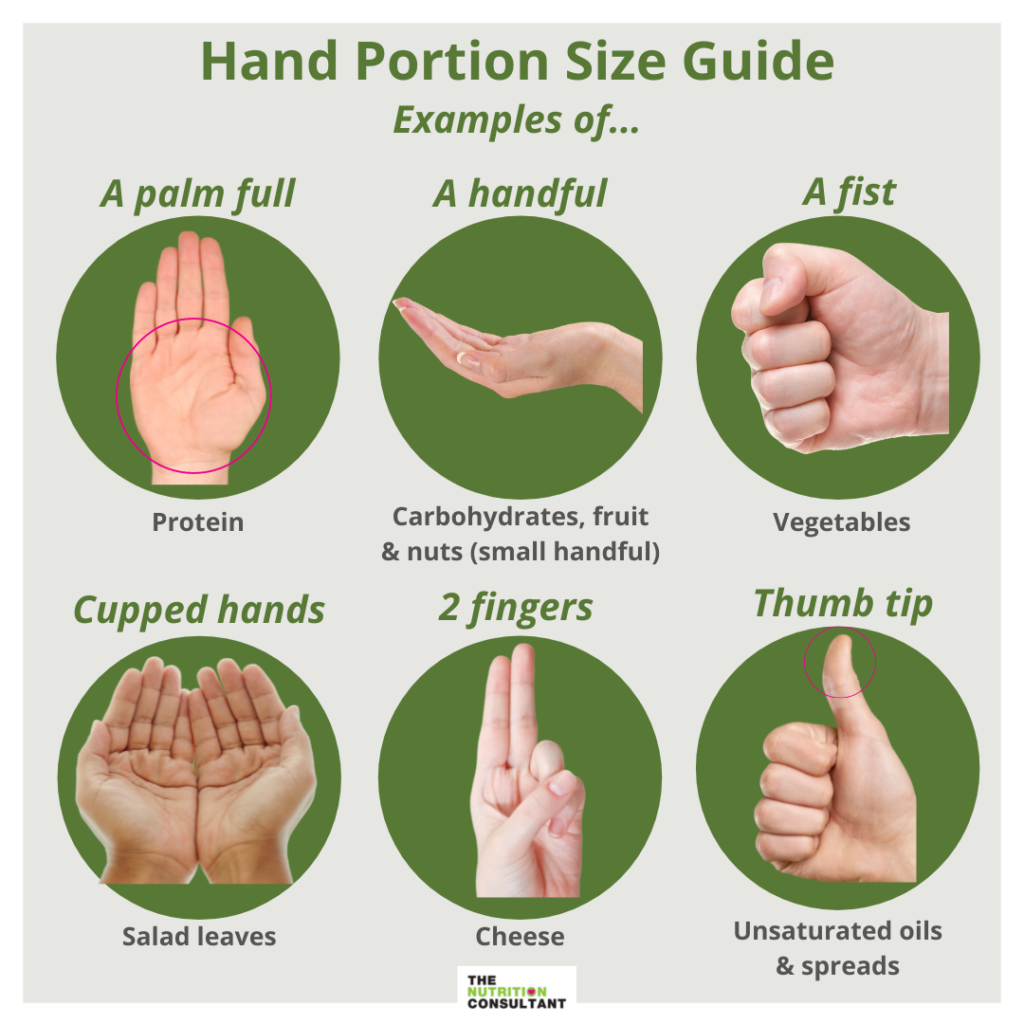 Hand Portion Size Guide
Examples of...
A palm full
A handful
A fist
Protein
Carbohydrates, fruit
& nuts (small handful)
Vegetables
Cupped hands
2 fingers
Thumb tip
Salad leaves
Cheese
Unsaturated oils
& spreads
THE
NUTRITION
CONSULTANT